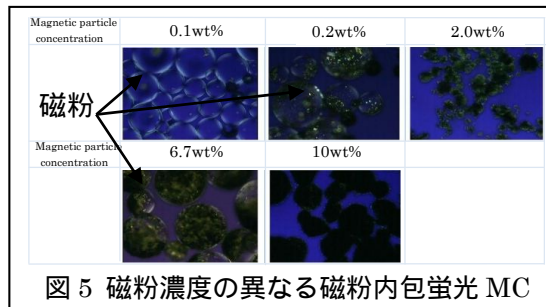 Magnetic particle
concentration
0.1wt%
0.2wt%
2.0wt%
磁粉
Magnetic particle
concentration
6.7wt%
10wt%
図 5 磁粉濃度の異なる磁粉内包蛍光 MC